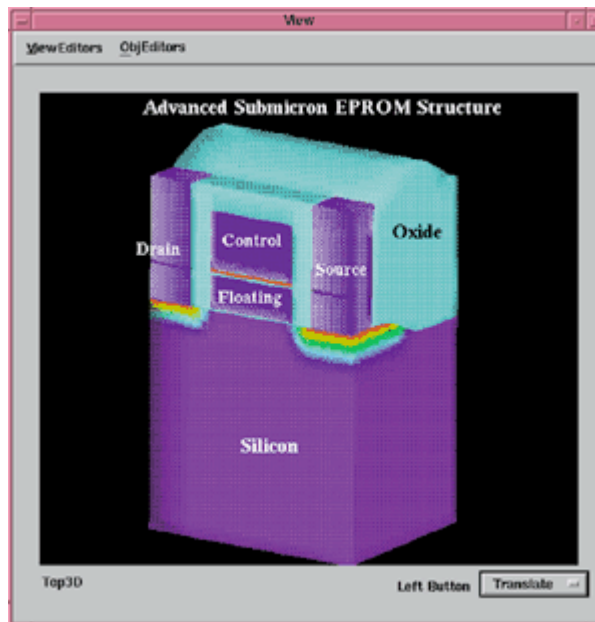 View
ViewEditors ObjEditors
Advanced Submicron EPROM Structure
Control
Oxide
Drain
Source
Floating
Silicon
Top3D
Left Button Translate